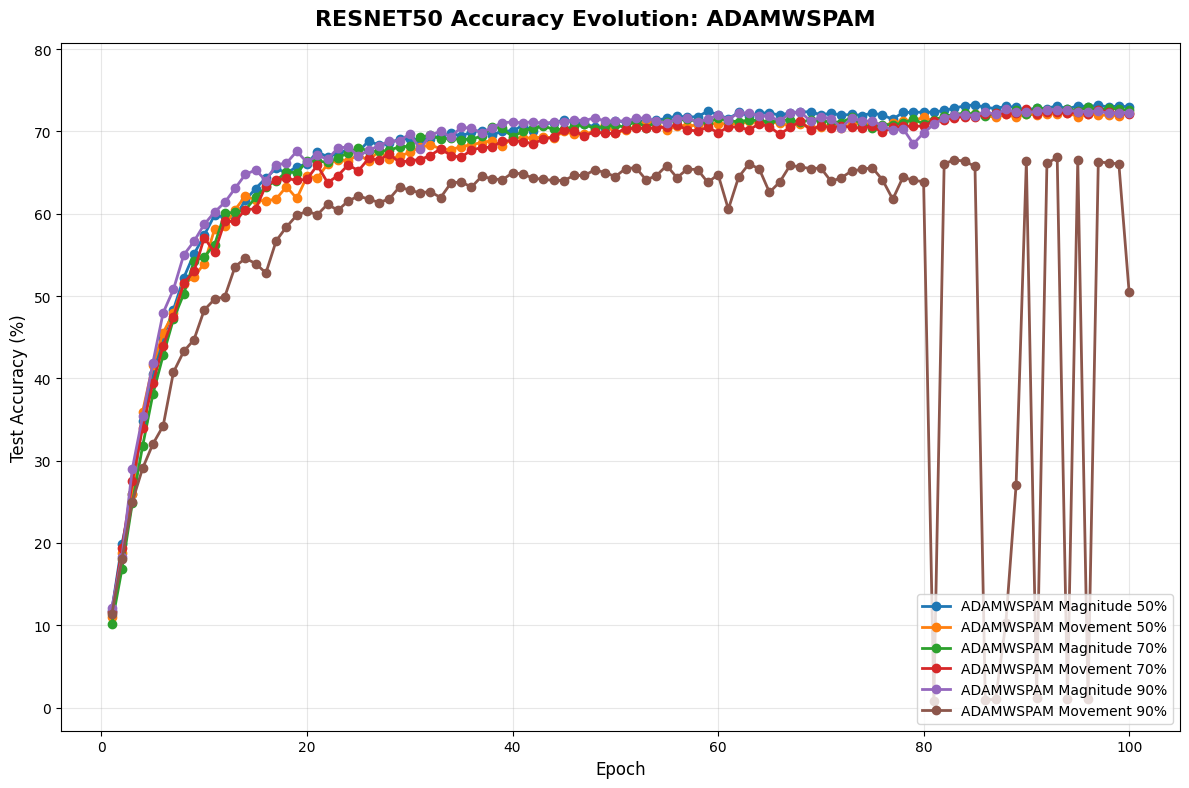 RESNET50 Accuracy Evolution: ADAMWSPAM
80
70
60
50
40
30
20
10
0
Test Accuracy (%)
0 20 40 60 80 100
Epoch
ADAMWSPAM Magnitude 50%
ADAMWSPAM Movement 50%
ADAMWSPAM Magnitude 70%
ADAMWSPAM Movement 70%
ADAMWSPAM Magnitude 90%
ADAMWSPAM Movement 90%